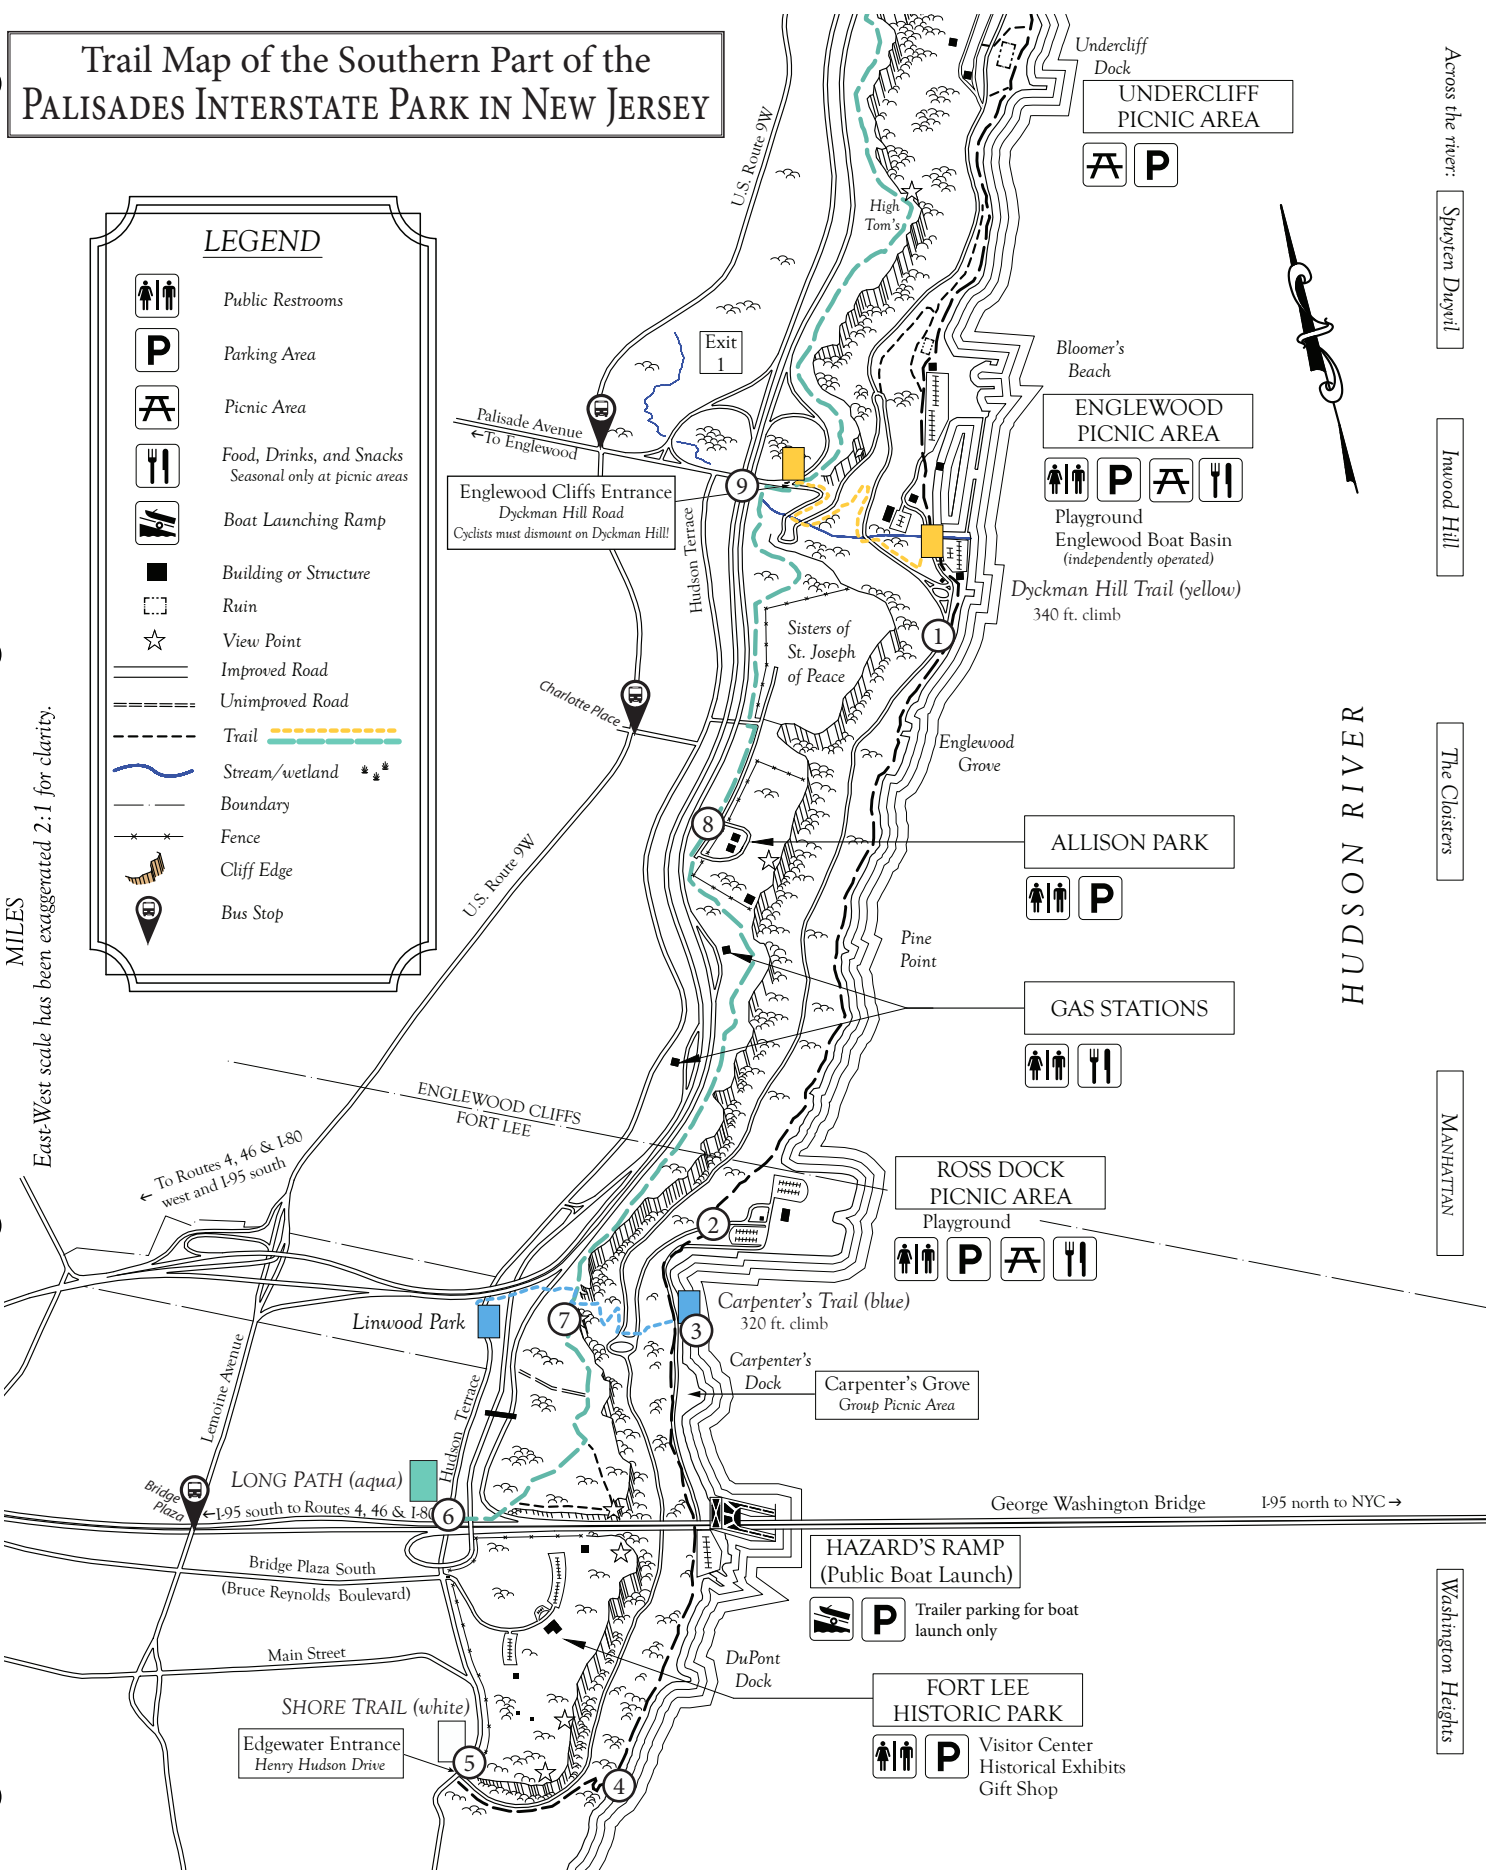 Trail Map of the Southern Part of the
PALISADES INTERSTATE PARK IN NEW JERSEY
LEGEND
Public Restrooms
P
Parking Area
Picnic Area
Food, Drinks, and Snacks
Seasonal only at picnic areas
Boat Launching Ramp
Building or Structure
Ruin
View Point
Improved Road
Unimproved Road
Trail
Stream/wetland
Boundary
Fence
Cliff Edge
Bus Stop
MILES
East-West scale has been exaggerated 2:1 for clarity.
U.S. Route 9W
Undercliff
Dock
UNDERCLIFF
PICNIC AREA
P
High
Tom's
Exit
1
Palisade Avenue
←To Englewood
Bloomer's
Beach
ENGLEWOOD
PICNIC AREA
P
Playground
Englewood Boat Basin
(independently operated)
9
Englewood Cliffs Entrance
Dyckman Hill Road
Cyclists must dismount on Dyckman Hill!
Hudson Terrace
Dyckman Hill Trail (yellow)
340 ft. climb
1
Sisters of
St. Joseph
of Peace
Charlotte Place
Englewood
Grove
8
ALLISON PARK
P
U.S. Route 9W
Pine
Point
GAS STATIONS
ENGLEWOOD CLIFFS
FORT LEE
← To Routes 4, 46 & I-80
west and I-95 south
ROSS DOCK
PICNIC AREA
Playground
P
2
Linwood Park
7
Carpenter's Trail (blue)
320 ft. climb
3
Carpenter's
Dock
Carpenter's Grove
Group Picnic Area
Lemoine Avenue
Hudson Terrace
LONG PATH (aqua)
Bridge
Plaza
←I-95 south to Routes 4, 46 & I-80
6
George Washington Bridge
I-95 north to NYC→
HAZARD'S RAMP
(Public Boat Launch)
P
Trailer parking for boat
launch only
Bridge Plaza South
(Bruce Reynolds Boulevard)
Main Street
DuPont
Dock
FORT LEE
HISTORIC PARK
P
Visitor Center
Historical Exhibits
Gift Shop
SHORE TRAIL (white)
Edgewater Entrance
Henry Hudson Drive
5
4
HUDSON RIVER
Across the river:
Spuyten Duyvil
Inwood Hill
The Cloisters
MANHATTAN
Washington Heights